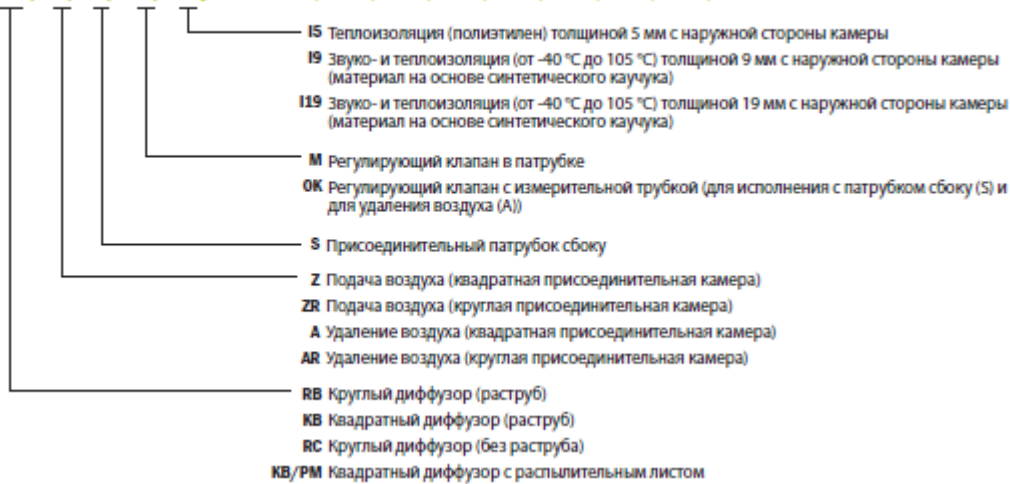 I5 Теплоизоляция (полиэтилен) толщиной 5 мм с наружной стороны камеры
I9 Звуко- и теплоизоляция (от -40 °C до 105 °C) толщиной 9 мм с наружной стороны камеры
(материал на основе синтетического каучука)
I19 Звуко- и теплоизоляция (от -40 °C до 105 °C) толщиной 19 мм с наружной стороны камеры
(материал на основе синтетического каучука)
M Регулирующий клапан в патрубке
OK Регулирующий клапан с измерительной трубкой (для исполнения с патрубком сбоку (S) и
для удаления воздуха (A))
S Присоединительный патрубок сбоку
Z Подача воздуха (квадратная присоединительная камера)
ZR Подача воздуха (круглая присоединительная камера)
A Удаление воздуха (квадратная присоединительная камера)
AR Удаление воздуха (круглая присоединительная камера)
RB Круглый диффузор (раструб)
KB Квадратный диффузор (раструб)
RC Круглый диффузор (без раструба)
KB/PM Квадратный диффузор с распылительным листом